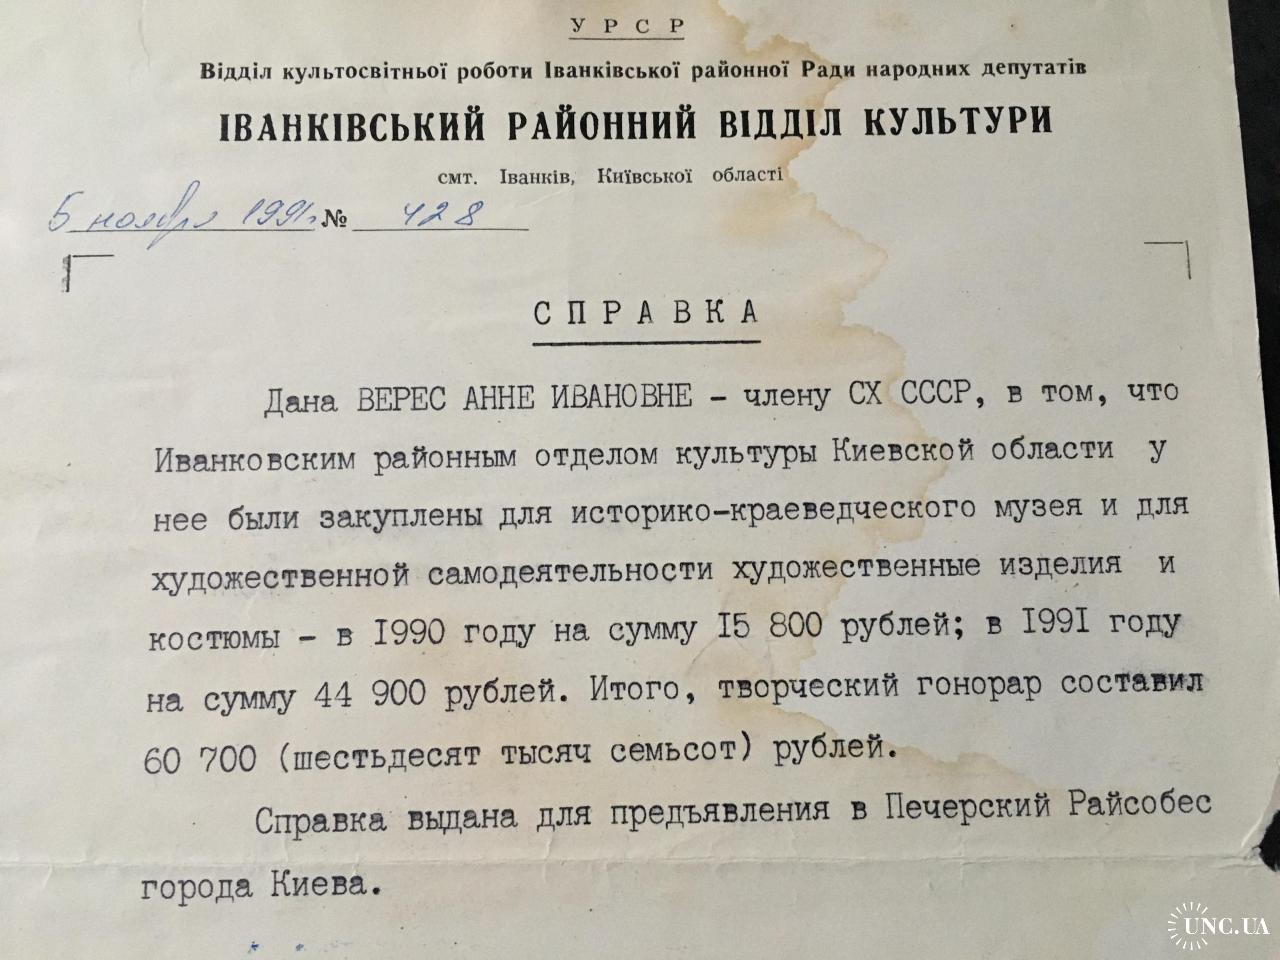 У Р С Р
Відділ культосвітньої роботи Іванківської районної Ради народних депутатів
ІВАНКІВСЬКИЙ РАЙОННИЙ ВІДДІЛ КУЛЬТУРИ
смт. Іванків, Київської області
5 ноября 1991г. № 428
С П Р А В К А
Дана ВЕРЕС АННЕ ИВАНОВНЕ – члену СХ СССР, в том, что
Иванковским районным отделом культуры Киевской области у
нее были закуплены для историко-краеведческого музея и для
художественной самодеятельности художественные изделия и
костюмы – в 1990 году на сумму 15 800 рублей; в 1991 году
на сумму 44 900 рублей. Итого, творческий гонорар составил
60 700 (шестьдесят тысяч семьсот) рублей.
Справка выдана для предъявления в Печерский Райсобес
города Киева.
UNC.UA